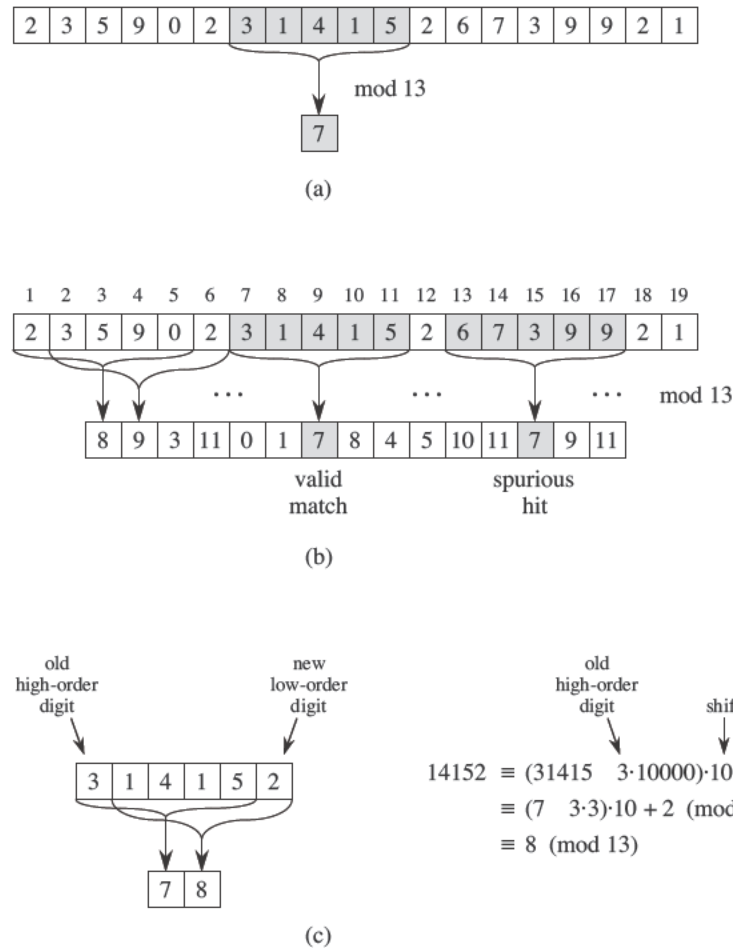 2 3 5 9 0 2 3 1 4 1 5 2 6 7 3 9 9 2 1
mod 13
7
(a)
1 2 3 4 5 6 7 8 9 10 11 12 13 14 15 16 17 18 19
2 3 5 9 0 2 3 1 4 1 5 2 6 7 3 9 9 2 1
... ... ... mod 13
8 9 3 11 0 1 7 8 4 5 10 11 7 9 11
valid match
spurious hit
(b)
old
high-order
digit
new
low-order
digit
3 1 4 1 5 2
7 8
old
high-order
digit
shif
14152 ≡ (31415 3·10000)·10
≡ (7 3·3)·10 + 2 (mod
≡ 8 (mod 13)
(c)